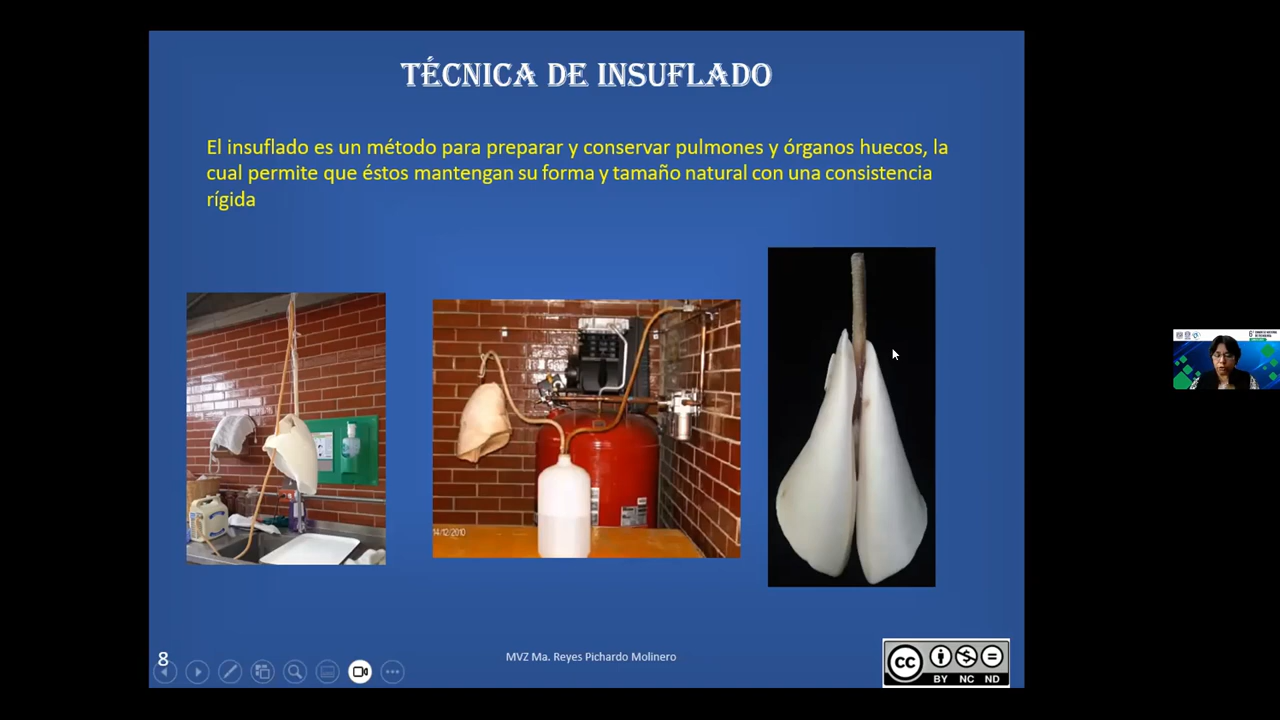 TÉCNICA DE INSUFLADO
El insuflado es un método para preparar y conservar pulmones y órganos huecos, la
cual permite que éstos mantengan su forma y tamaño natural con una consistencia
rígida
14/12/2010
8
MVZ Ma. Reyes Pichardo Molinero
cc
BY NC ND